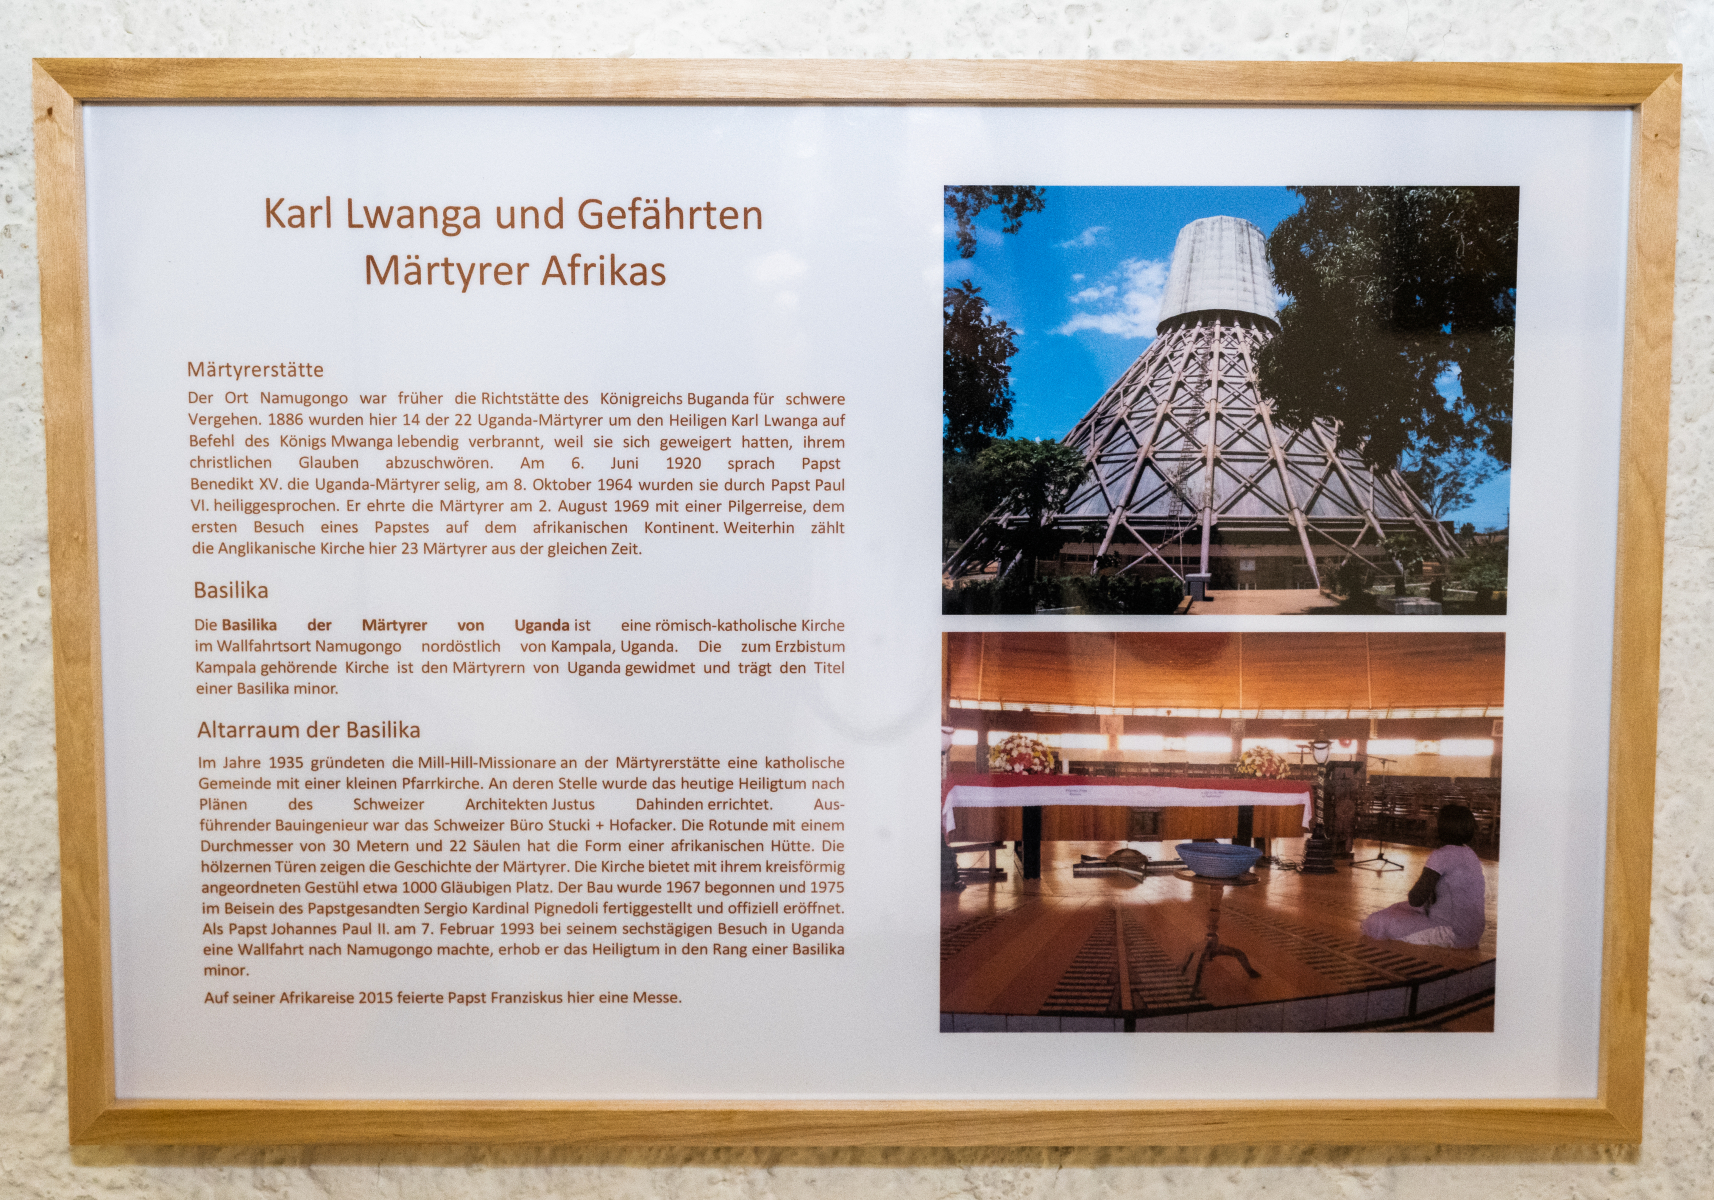 Karl Lwanga und Gefährten
Märtyrer Afrikas
Märtyrerstätte
Der Ort Namugongo war früher die Richtstätte des Königreichs Buganda für schwere
Vergehen. 1886 wurden hier 14 der 22 Uganda-Märtyrer um den Heiligen Karl Lwanga auf
Befehl des Königs Mwanga lebendig verbrannt, weil sie sich geweigert hatten, ihrem
christlichen Glauben abzuschwören. Am 6. Juni 1920 sprach Papst
Benedikt XV. die Uganda-Märtyrer selig, am 8. Oktober 1964 wurden sie durch Papst Paul
VI. heiliggesprochen. Er ehrte die Märtyrer am 2. August 1969 mit einer Pilgerreise, dem
ersten Besuch eines Papstes auf dem afrikanischen Kontinent. Weiterhin zählt
die Anglikanische Kirche hier 23 Märtyrer aus der gleichen Zeit.
Basilika
Die Basilika der Märtyrer von Uganda ist eine römisch-katholische Kirche
im Wallfahrtsort Namugongo nordöstlich von Kampala, Uganda. Die zum Erzbistum
Kampala gehörende Kirche ist den Märtyrern von Uganda gewidmet und trägt den Titel
einer Basilika minor.
Altarraum der Basilika
Im Jahre 1935 gründeten die Mill-Hill-Missionare an der Märtyrerstätte eine katholische
Gemeinde mit einer kleinen Pfarrkirche. An deren Stelle wurde das heutige Heiligtum nach
Plänen des Schweizer Architekten Justus Dahinden errichtet. Aus-
führender Bauingenieur war das Schweizer Büro Stucki + Hofacker. Die Rotunde mit einem
Durchmesser von 30 Metern und 22 Säulen hat die Form einer afrikanischen Hütte. Die
hölzernen Türen zeigen die Geschichte der Märtyrer. Die Kirche bietet mit ihrem kreisförmig
angeordneten Gestühl etwa 1000 Gläubigen Platz. Der Bau wurde 1967 begonnen und 1975
im Beisein des Papstgesandten Sergio Kardinal Pignedoli fertiggestellt und offiziell eröffnet.
Als Papst Johannes Paul II. am 7. Februar 1993 bei seinem sechstägigen Besuch in Uganda
eine Wallfahrt nach Namugongo machte, erhob er das Heiligtum in den Rang einer Basilika
minor.
Auf seiner Afrikareise 2015 feierte Papst Franziskus hier eine Messe.